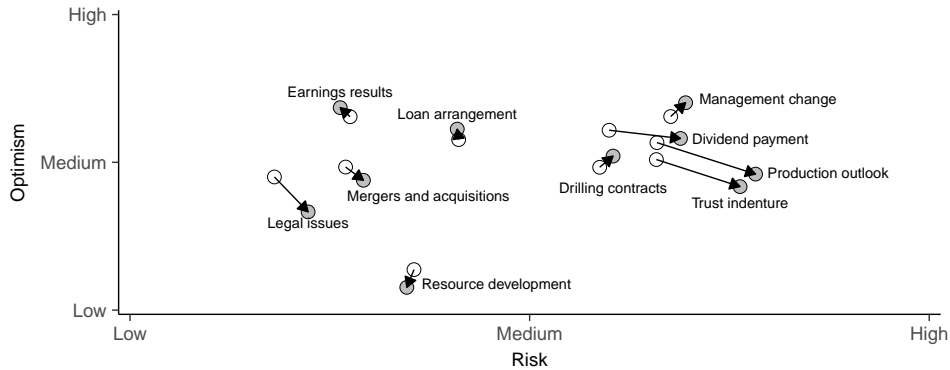 High
Earnings results
Management change
Loan arrangement
Optimism
Dividend payment
Medium
Production outlook
Drilling contracts
Mergers and acquisitions
Trust indenture
Legal issues
Resource development
Low
Low
Medium
High
Risk